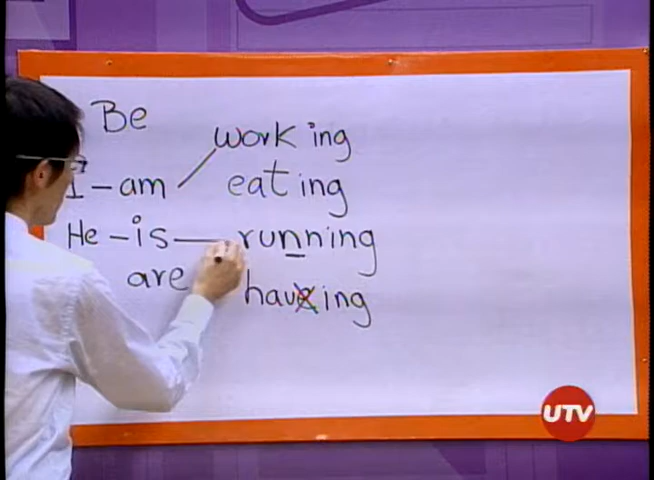 Be
working
I - am
eating
He - is
running
are
having
UTV